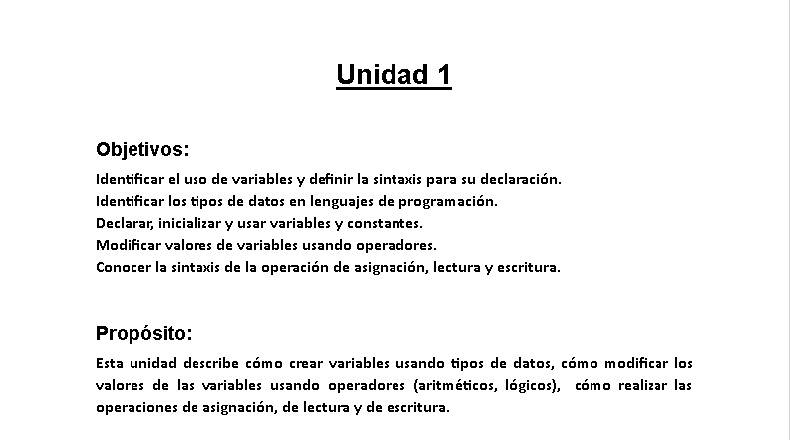 Unidad 1
Objetivos:
Identificar el uso de variables y definir la sintaxis para su declaración.
Identificar los tipos de datos en lenguajes de programación.
Declarar, inicializar y usar variables y constantes.
Modificar valores de variables usando operadores.
Conocer la sintaxis de la operación de asignación, lectura y escritura.
Propósito:
Esta unidad describe cómo crear variables usando tipos de datos, cómo modificar los
valores de las variables usando operadores (aritméticos, lógicos), cómo realizar las
operaciones de asignación, de lectura y de escritura.